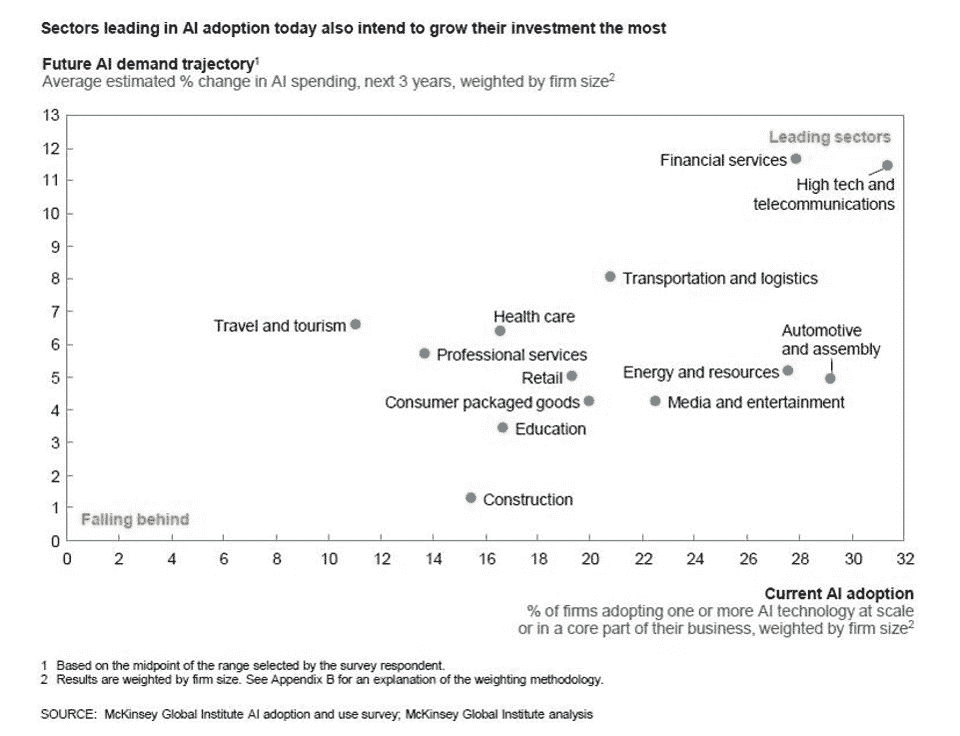 Sectors leading in AI adoption today also intend to grow their investment the most
Future AI demand trajectory¹
Average estimated % change in AI spending, next 3 years, weighted by firm size²
13
12
11
10
9
8
7
6
5
4
3
2
1
0
Leading sectors
Financial services
High tech and
telecommunications
Transportation and logistics
Health care
Travel and tourism
Automotive
and assembly
Professional services
Energy and resources
Retail
Consumer packaged goods
Media and entertainment
Education
Construction
Falling behind
0 2 4 6 8 10 12 14 16 18 20 22 24 26 28 30 32
Current AI adoption
% of firms adopting one or more AI technology at scale
or in a core part of their business, weighted by firm size²
1 Based on the midpoint of the range selected by the survey respondent.
2 Results are weighted by firm size. See Appendix B for an explanation of the weighting methodology.
SOURCE: McKinsey Global Institute AI adoption and use survey; McKinsey Global Institute analysis